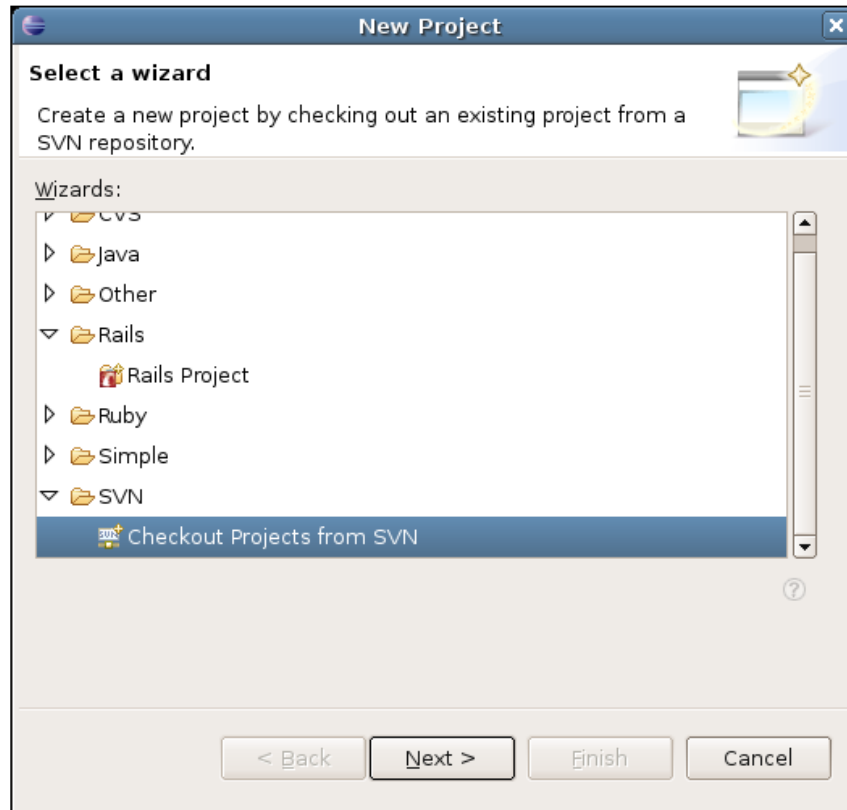 New Project
Select a wizard
Create a new project by checking out an existing project from a
SVN repository.
Wizards:
CVS
Java
Other
Rails
Rails Project
Ruby
Simple
SVN
Checkout Projects from SVN
< Back
Next >
Finish
Cancel